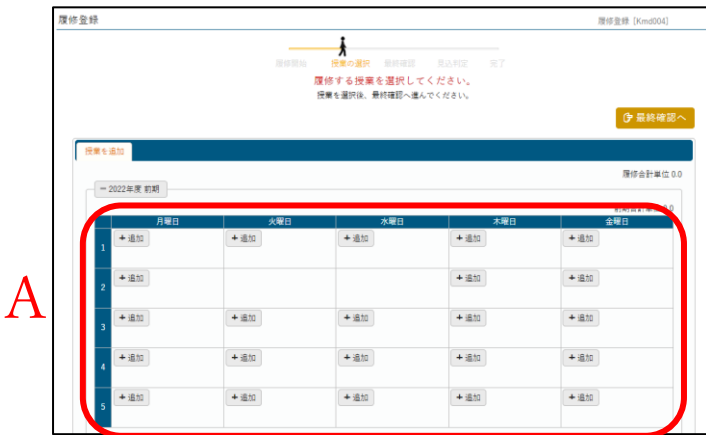 履修登録 履修登録 [Kmd004]
履修開始 授業の選択 最終確認 見込判定 完了
履修する授業を選択してください。
授業を選択後、最終確認へ進んでください。
最終確認へ
授業を追加
履修合計単位 0.0
ー 2022年度 前期
月曜日 火曜日 水曜日 木曜日 金曜日
1 + 追加 + 追加 + 追加 + 追加 + 追加
A
2 + 追加 + 追加 + 追加
3 + 追加 + 追加 + 追加 + 追加 + 追加
4 + 追加 + 追加 + 追加 + 追加 + 追加
5 + 追加 + 追加 + 追加 + 追加 + 追加